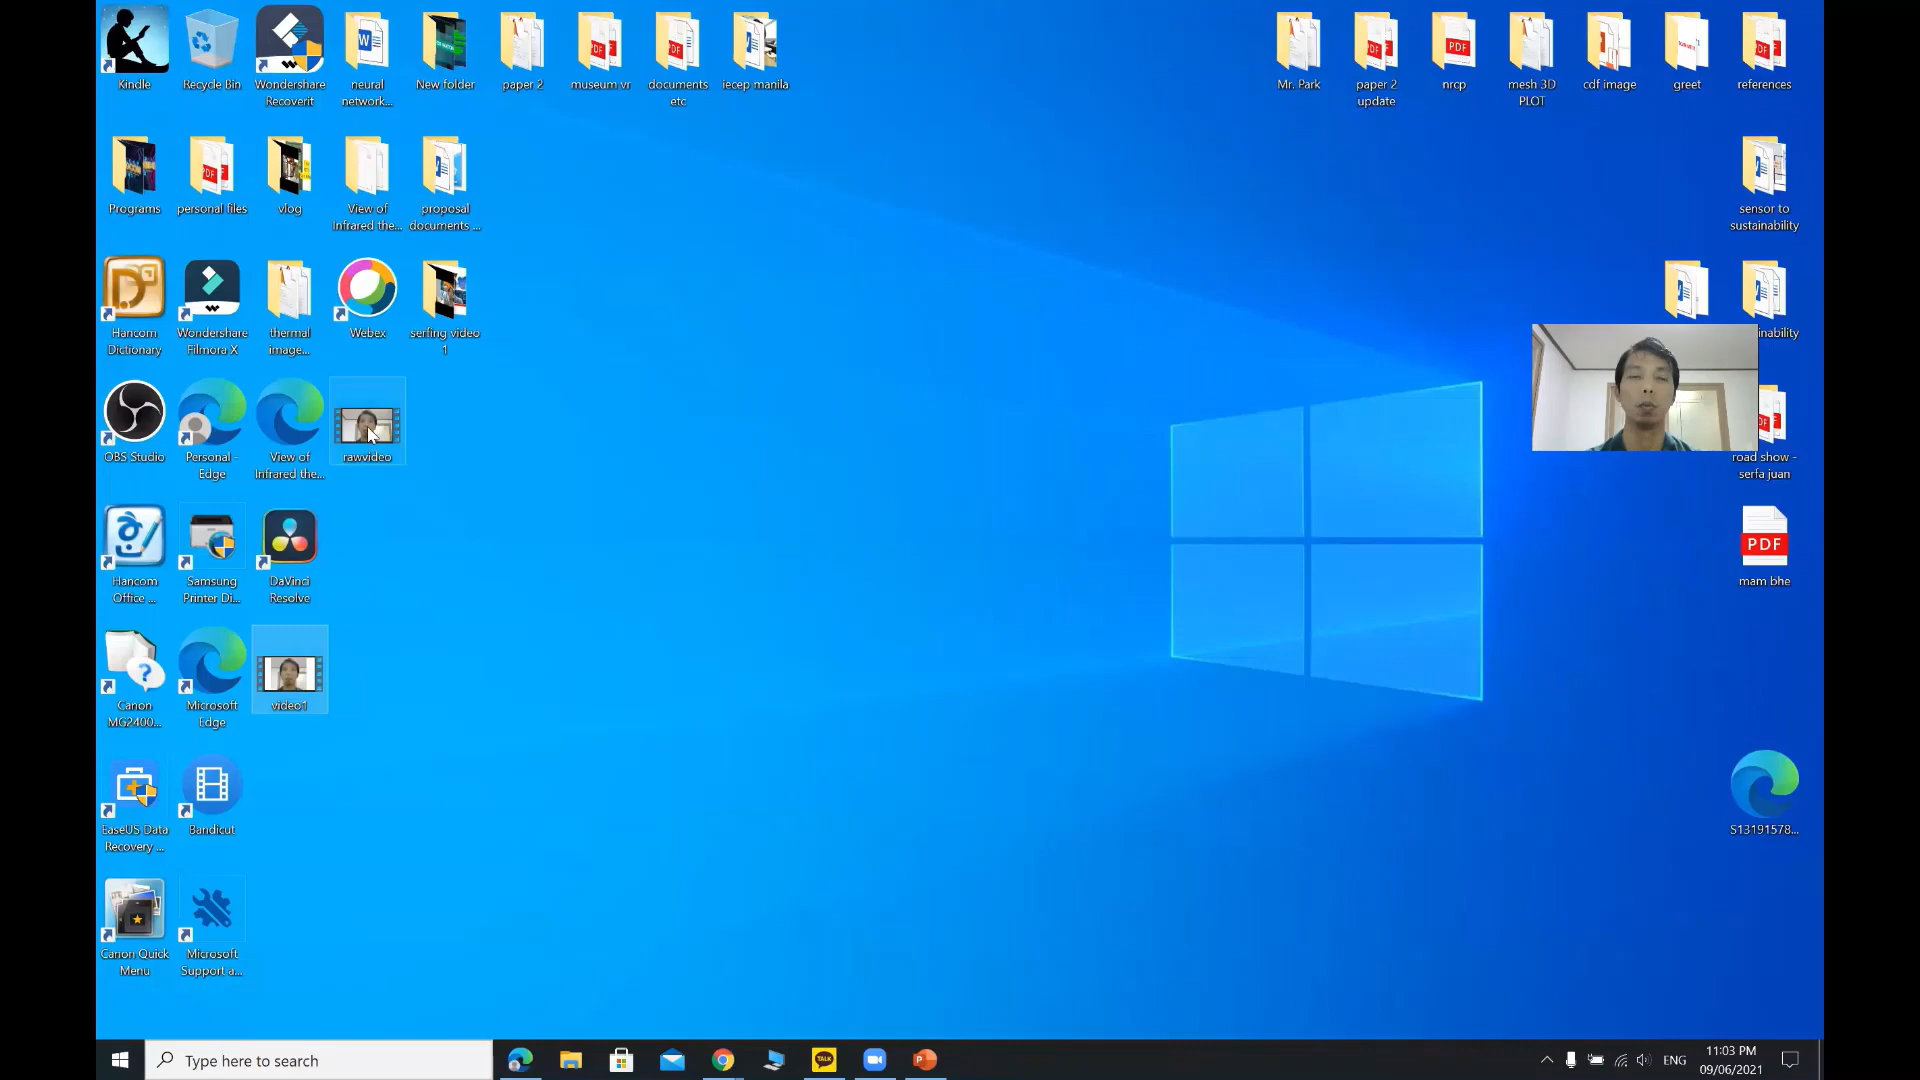 Kindle
Recycle Bin
Wondershare
Recoverit
neural
network...
New folder
paper 2
museum vr
documents
etc
iecep manila
Mr. Park
paper 2
update
nrcp
mesh 3D
PLOT
cdf image
greet
references
Programs
personal files
vlog
View of
Infrared the...
proposal
documents ...
sensor to
sustainability
Hancom
Dictionary
Wondershare
Filmora X
thermal
image...
Webex
serfing video
1
OBS Studio
Personal -
Edge
View of
Infrared the...
rawvideo
road show -
serfa juan
Hancom
Office ...
Samsung
Printer Di...
DaVinci
Resolve
PDF
mam bhe
Canon
MG2400...
Microsoft
Edge
video1
EaseUS Data
Recovery ...
Bandicut
S13191578...
Canon Quick
Menu
Microsoft
Support a...
Type here to search
TALK
ENG
11:03 PM
09/06/2021